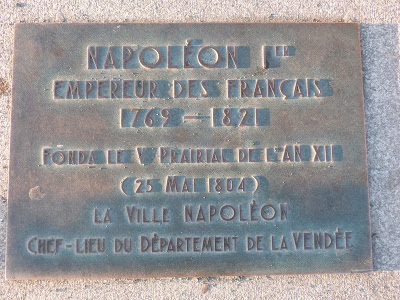 NAPOLÉON Ier
EMPEREUR DES FRANÇAIS
1769 - 1821
FONDA LE V PRAIRIAL DE L'AN XII
(25 MAI 1804)
LA VILLE NAPOLÉON
CHEF-LIEU DU DÉPARTEMENT DE LA VENDÉE